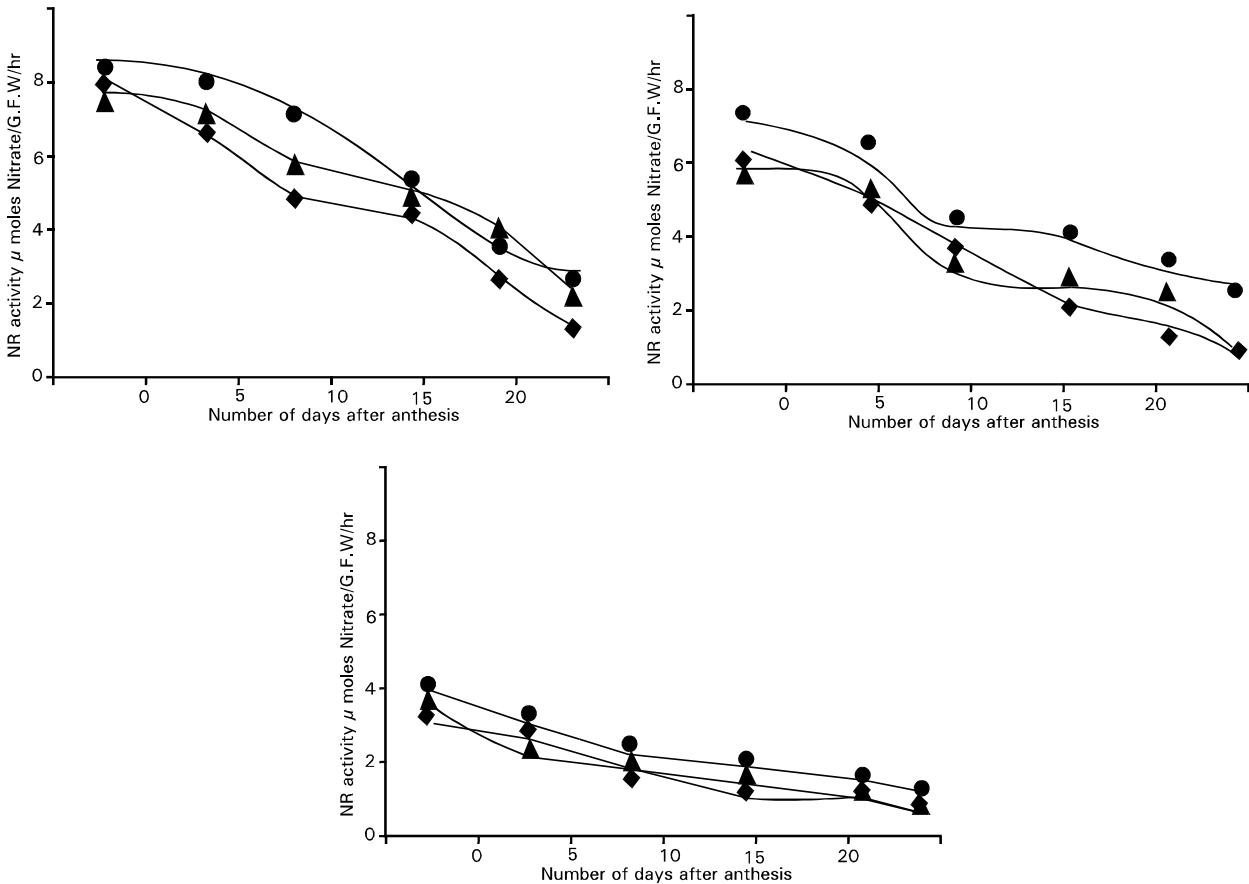 NR activity µ moles Nitrate/G.F.W/hr
8
6
4
2
0
0 5 10 15 20
Number of days after anthesis
NR activity µ moles Nitrate/G.F.W/hr
8
6
4
2
0
0 5 10 15 20
Number of days after anthesis
NR activity µ moles Nitrate/G.F.W/hr
8
6
4
2
0
0 5 10 15 20
Number of days after anthesis